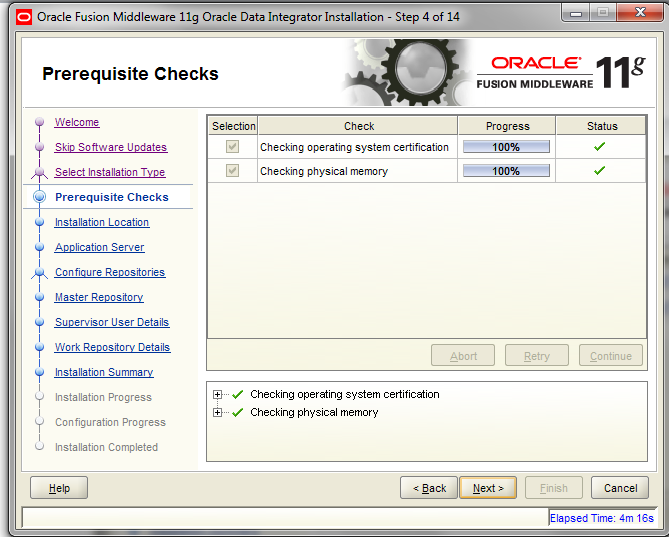 Oracle Fusion Middleware 11g Oracle Data Integrator Installation - Step 4 of 14
Prerequisite Checks
ORACLE
FUSION MIDDLEWARE 11g
Welcome
Skip Software Updates
Select Installation Type
Prerequisite Checks
Installation Location
Application Server
Configure Repositories
Master Repository
Supervisor User Details
Work Repository Details
Installation Summary
Installation Progress
Configuration Progress
Installation Completed
Selection Check Progress Status
Checking operating system certification 100%
Checking physical memory 100%
Abort Retry Continue
Checking operating system certification
Checking physical memory
Help < Back Next > Finish Cancel
Elapsed Time: 4m 16s